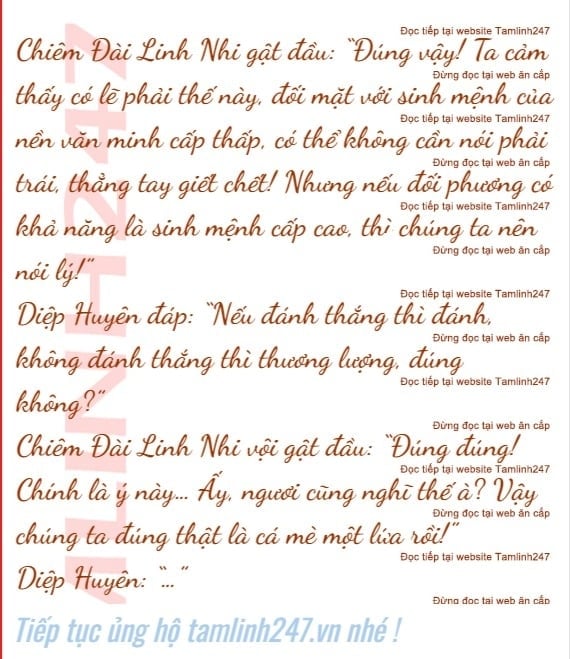 Đọc tiếp tại website Tamlinh247
Chiêm Đài Linh Nhi gật đầu: “Đúng vậy! Ta cảm
Đừng đọc tại web ăn cắp
thấy có lẽ phải thế này, đối mặt với sinh mệnh của
Đọc tiếp tại website Tamlinh247
nền văn minh cấp thấp, có thể không cần nói phải
Đừng đọc tại web ăn cắp
trái, thẳng tay giết chết! Nhưng nếu đối phương có
Đọc tiếp tại website Tamlinh247
khả năng là sinh mệnh cấp cao, thì chúng ta nên
Đừng đọc tại web ăn cắp
nói lý!”
Đọc tiếp tại website Tamlinh247
Diệp Huyên đáp: “Nếu đánh thắng thì đánh,
Đừng đọc tại web ăn cắp
không đánh thắng thì thương lượng, đúng
Đọc tiếp tại website Tamlinh247
không?”
Đừng đọc tại web ăn cắp
Chiêm Đài Linh Nhi vội gật đầu: “Đúng đúng!
Đọc tiếp tại website Tamlinh247
Chính là ý này... Ấy, ngươi cũng nghĩ thế à? Vậy
Đừng đọc tại web ăn cắp
chúng ta đúng thật là cá mè một lứa rồi!”
Đọc tiếp tại website Tamlinh247
Diệp Huyên: “...”
Đừng đọc tại web ăn cắp
ALINH247
Tiếp tục ủng hộ tamlinh247.vn nhé !